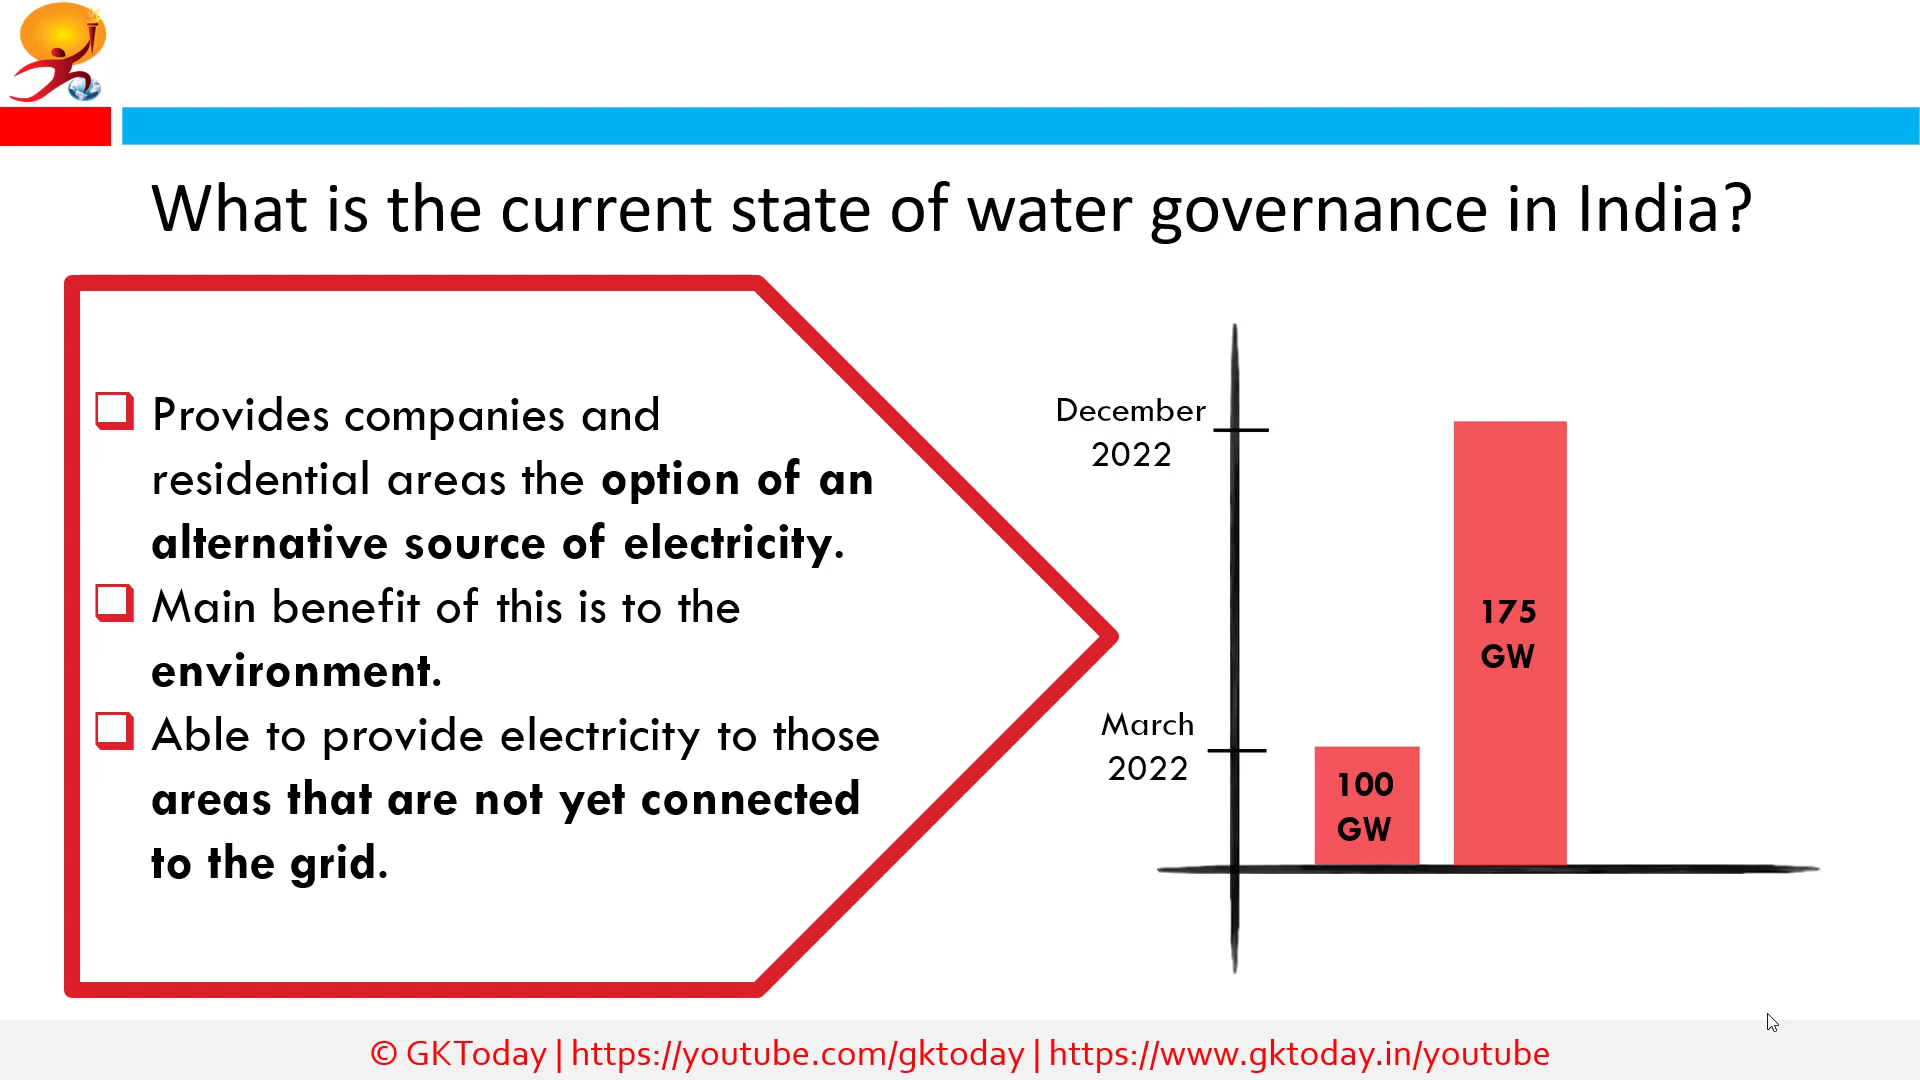 What is the current state of water governance in India?
Provides companies and
residential areas the option of an
alternative source of electricity.
Main benefit of this is to the
environment.
Able to provide electricity to those
areas that are not yet connected
to the grid.
December
2022
March
2022
175
GW
100
GW
© GKToday | https://youtube.com/gktoday | https://www.gktoday.in/youtube